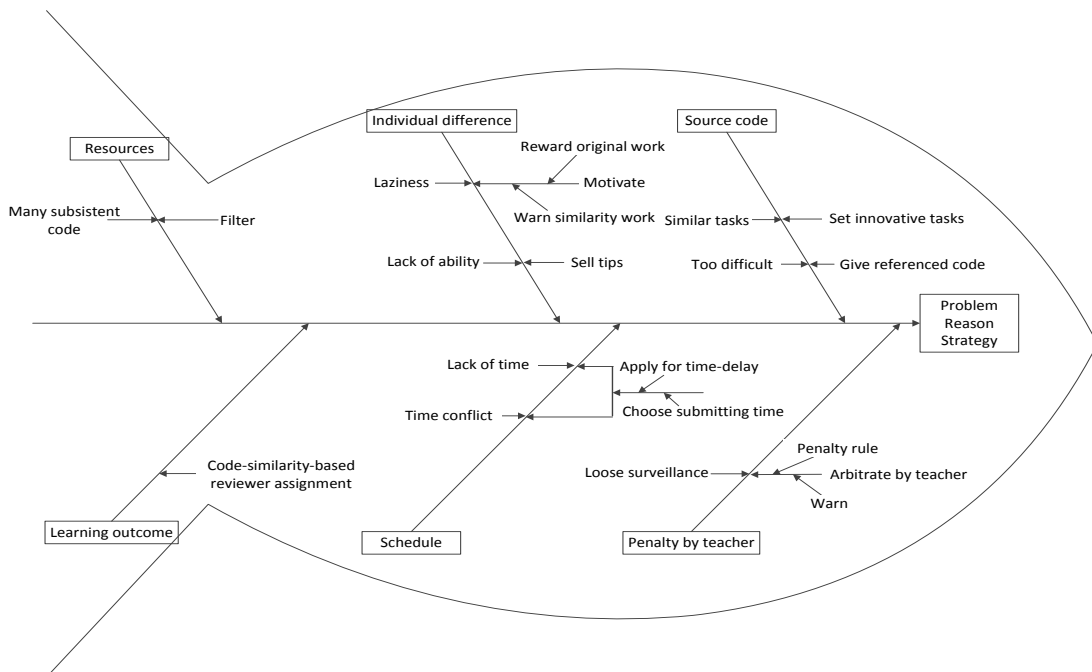 Individual difference
Source code
Resources
Reward original work
Laziness
Motivate
Many subsistent
code
Filter
Warn similarity work
Similar tasks
Set innovative tasks
Lack of ability
Sell tips
Too difficult
Give referenced code
Problem
Reason
Strategy
Lack of time
Apply for time-delay
Time conflict
Choose submitting time
Code-similarity-based
reviewer assignment
Loose surveillance
Penalty rule
Arbitrate by teacher
Warn
Learning outcome
Schedule
Penalty by teacher